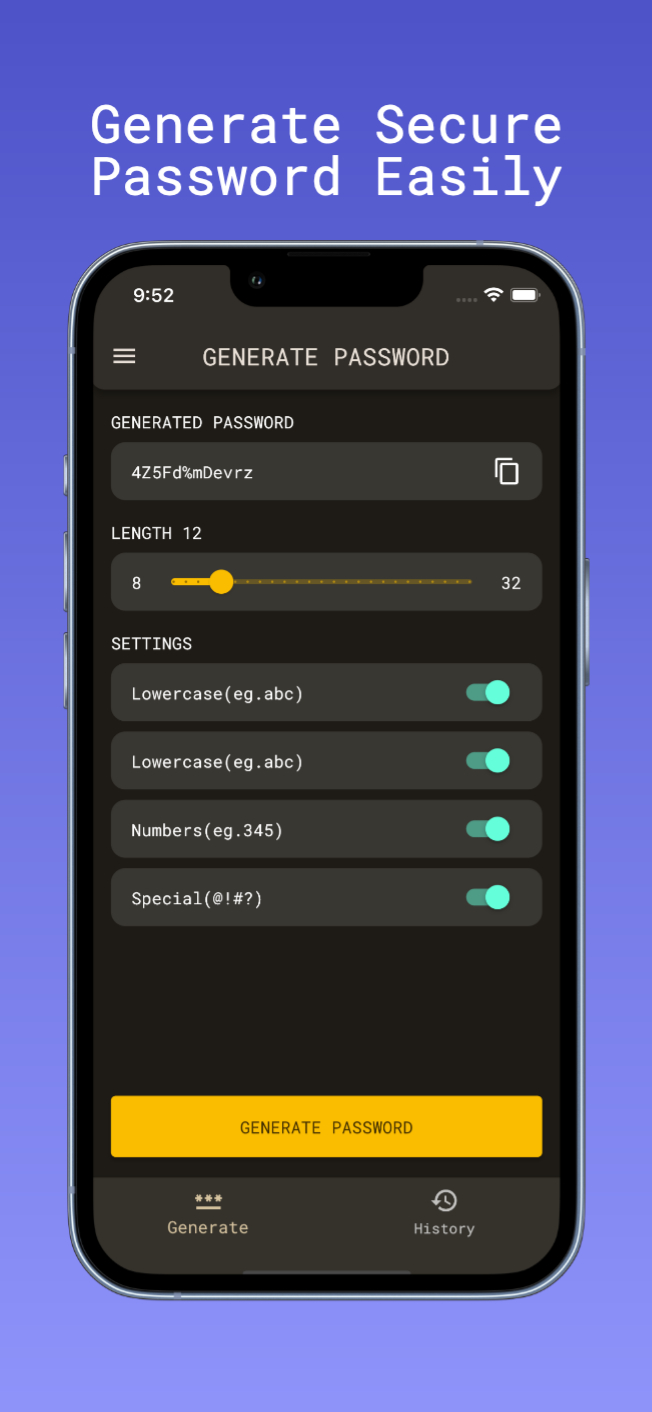 Generate Secure
Password Easily
9:52
GENERATE PASSWORD
GENERATED PASSWORD
4Z5Fd%mDevrz
LENGTH 12
8 32
SETTINGS
Lowercase(eg.abc)
Lowercase(eg.abc)
Numbers(eg.345)
Special(@!#?)
GENERATE PASSWORD
***
Generate History